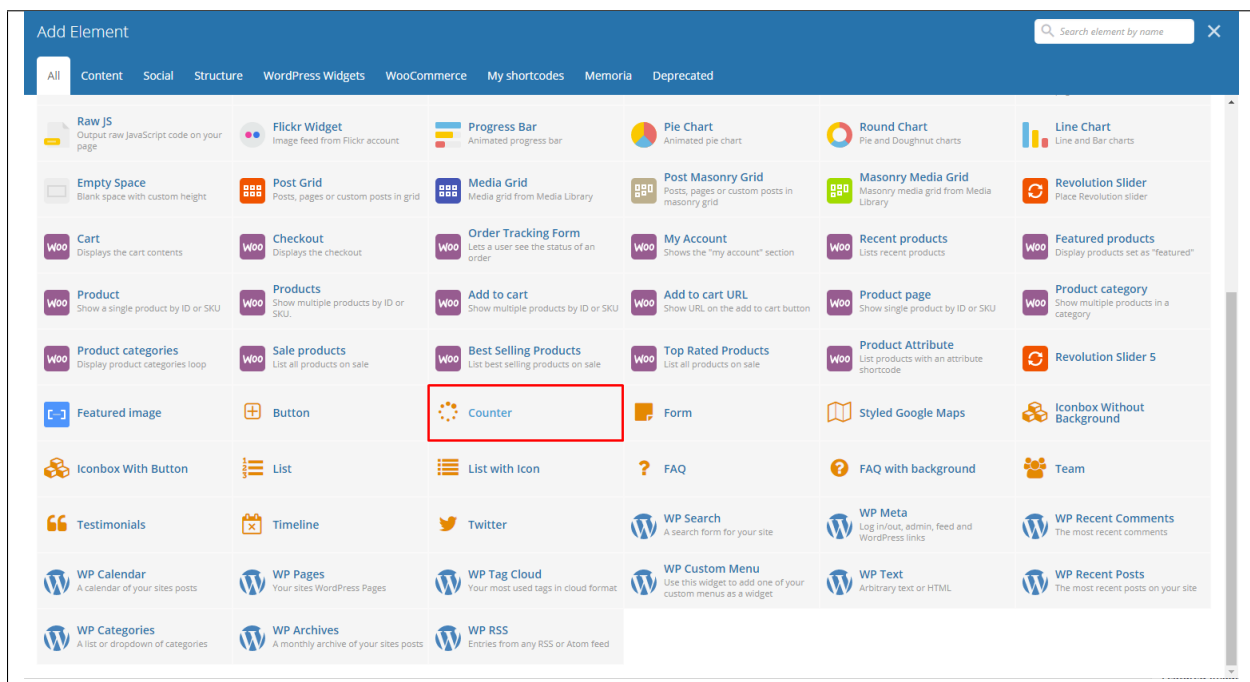 Add Element
Search element by name
All Content Social Structure WordPress Widgets WooCommerce My shortcodes Memoria Deprecated
Raw JS
Output raw JavaScript code on your
page
Flickr Widget
Image feed from Flickr account
Progress Bar
Animated progress bar
Pie Chart
Animated pie chart
Round Chart
Pie and Doughnut charts
Line Chart
Line and Bar charts
Empty Space
Blank space with custom height
Post Grid
Posts, pages or custom posts in grid
Media Grid
Media grid from Media Library
Post Masonry Grid
Posts, pages or custom posts in
masonry grid
Masonry Media Grid
Masonry media grid from Media
Library
Revolution Slider
Place Revolution slider
Woo
Cart
Displays the cart contents
Woo
Checkout
Displays the checkout
Woo
Order Tracking Form
Lets a user see the status of an
order
Woo
My Account
Shows the "my account" section
Woo
Recent products
Lists recent products
Woo
Featured products
Display products set as "featured"
Woo
Product
Show a single product by ID or SKU
Woo
Products
Show multiple products by ID or
SKU.
Woo
Add to cart
Show multiple products by ID or SKU
Woo
Add to cart URL
Show URL on the add to cart button
Woo
Product page
Show single product by ID or SKU
Woo
Product category
Show multiple products in a
category
Woo
Product categories
Display product categories loop
Woo
Sale products
List all products on sale
Woo
Best Selling Products
List best selling products on sale
Woo
Top Rated Products
List all products on sale
Woo
Product Attribute
List products with an attribute
shortcode
Revolution Slider 5
Featured image
Button
Counter
Form
Styled Google Maps
Iconbox Without
Background
Iconbox With Button
List
List with Icon
FAQ
FAQ with background
Team
Testimonials
Timeline
Twitter
WP Search
A search form for your site
WP Meta
Log in/out, admin, feed and
WordPress links
WP Recent Comments
The most recent comments
WP Calendar
A calendar of your sites posts
WP Pages
Your sites WordPress Pages
WP Tag Cloud
Your most used tags in cloud format
WP Custom Menu
Use this widget to add one of your
custom menus as a widget
WP Text
Arbitrary text or HTML
WP Recent Posts
The most recent posts on your site
WP Categories
A list or dropdown of categories
WP Archives
A monthly archive of your sites posts
WP RSS
Entries from any RSS or Atom feed